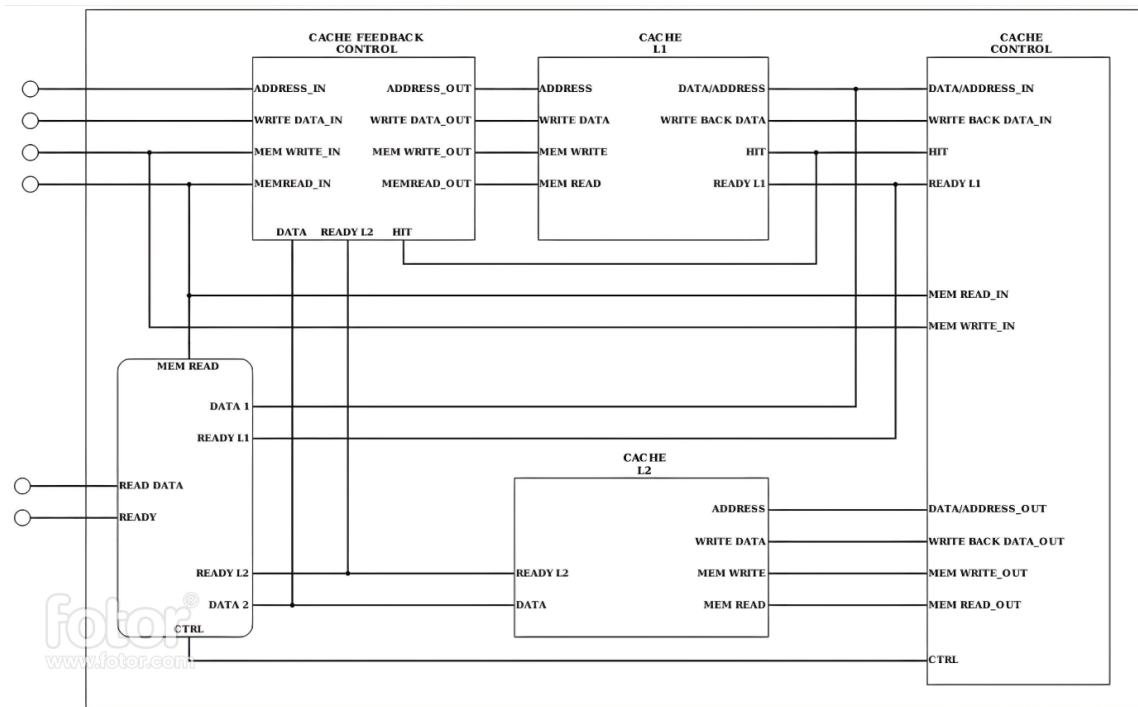 CACHE FEEDBACK
CONTROL
ADDRESS_IN
WRITE DATA_IN
MEM WRITE_IN
MEMREAD_IN
ADDRESS_OUT
WRITE DATA_OUT
MEM WRITE_OUT
MEMREAD_OUT
DATA
READY L2
HIT
CACHE
L1
ADDRESS
WRITE DATA
MEM WRITE
MEM READ
DATA/ADDRESS
WRITE BACK DATA
HIT
READY L1
CACHE
CONTROL
DATA/ADDRESS_IN
WRITE BACK DATA_IN
HIT
READY L1
MEM READ_IN
MEM WRITE_IN
DATA/ADDRESS_OUT
WRITE BACK DATA_OUT
MEM WRITE_OUT
MEM READ_OUT
CTRL
MEM READ
DATA 1
READY L1
READ DATA
READY
READY L2
DATA 2
CTRL
CACHE
L2
ADDRESS
WRITE DATA
MEM WRITE
MEM READ
READY L2
DATA
fotor
www.fotor.com